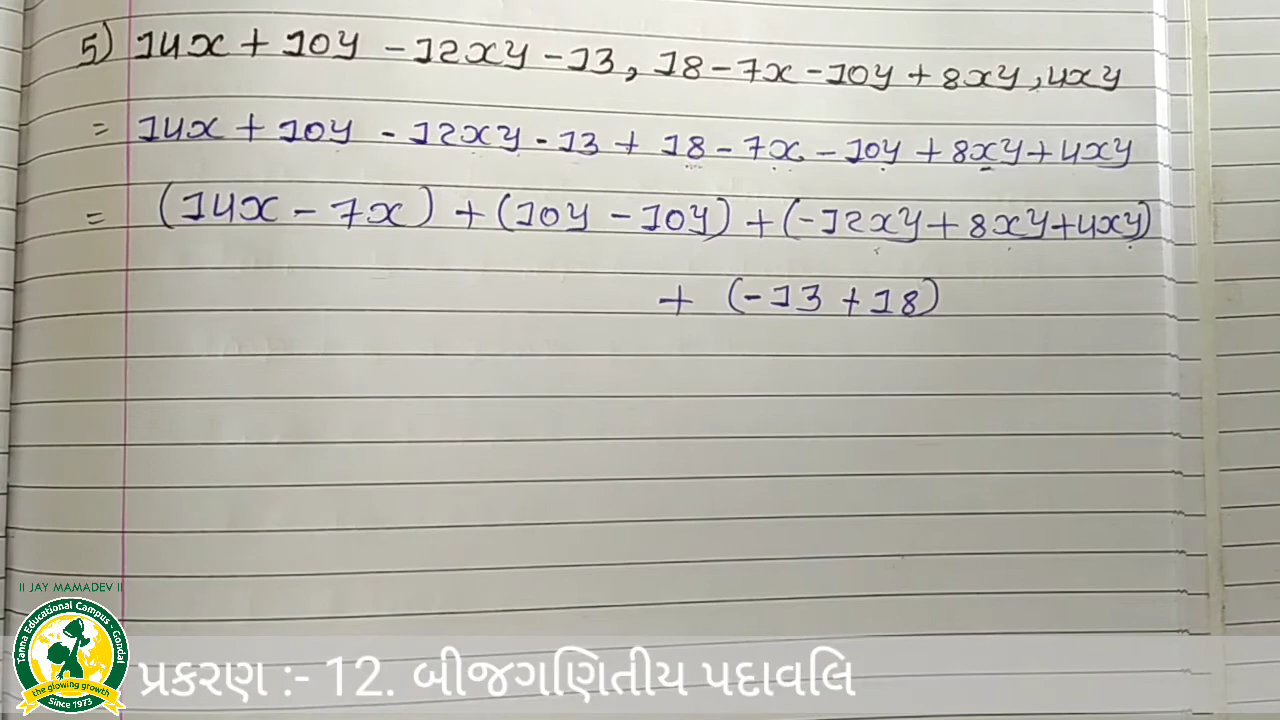 5) 14x + 10y - 12xy - 13, 18 - 7x - 10y + 8xy, 4xy
= 14x + 10y - 12xy - 13 + 18 - 7x - 10y + 8xy + 4xy
= (14x - 7x) + (10y - 10y) + (-12xy + 8xy + 4xy)
+ (-13 + 18)
II JAY MAMADEV II
Tanna Educational Campus - Gondal
the glowing growth
Since 1973
પ્રકરણ :- 12. બીજગણિતીય પદાવલિ